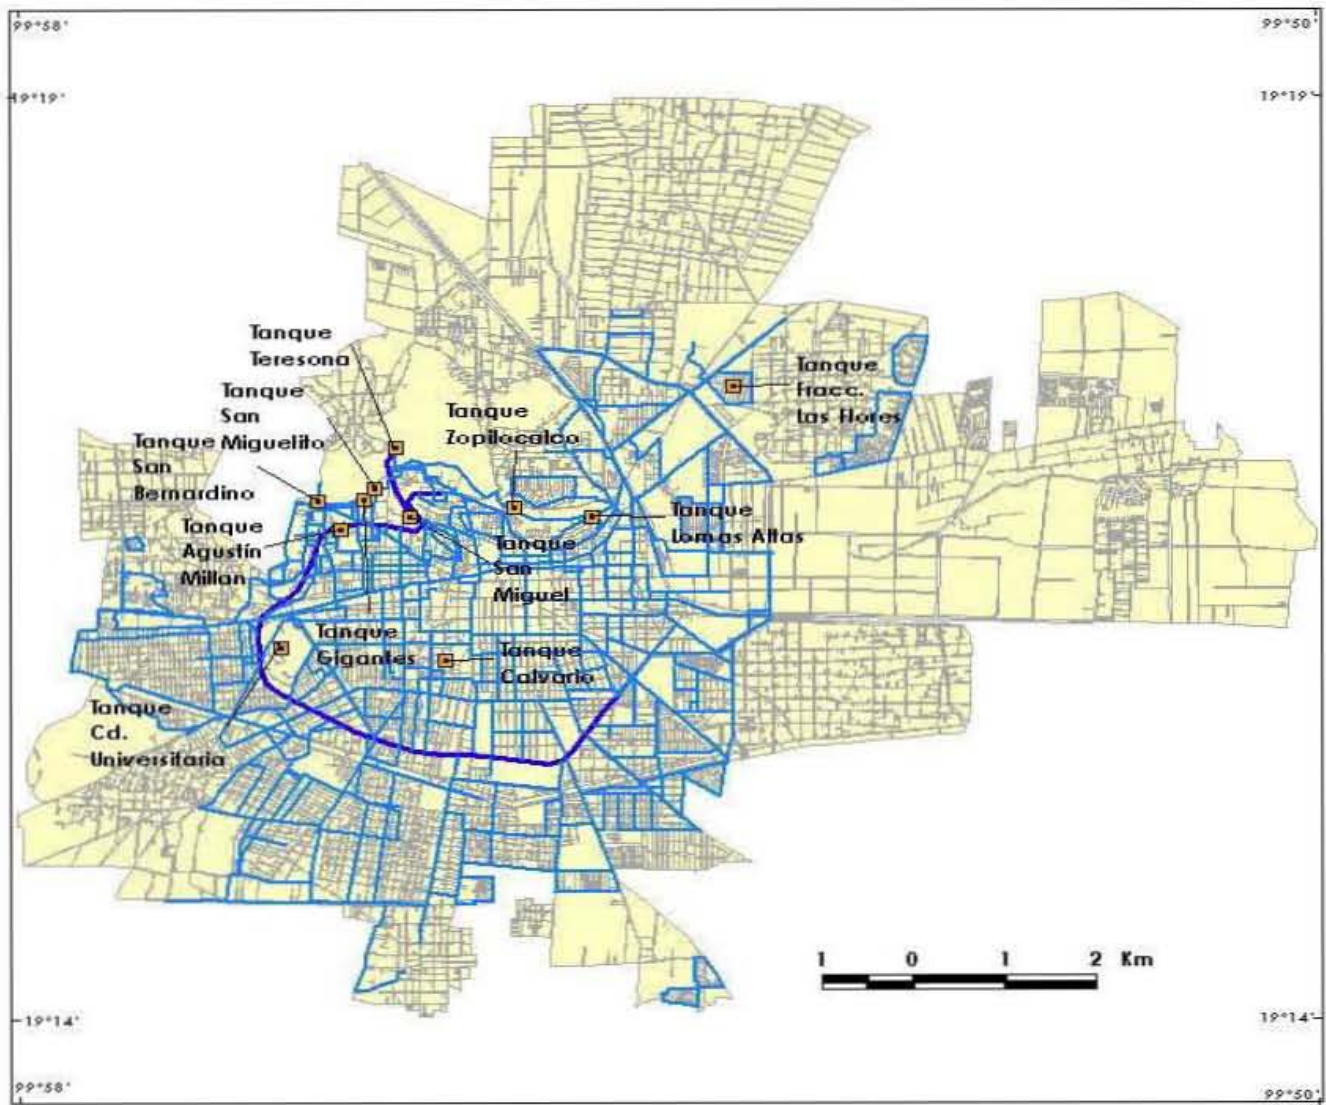 99°58'
99°50'
19°19'
19°19'
Tanque
Teresona
Tanque
San
Miguelito
Tanque
San
Bernardino
Tanque
Agustín
Millan
Tanque
Zopilocalco
Tanque
Fracc.
Las Flores
Tanque
Lomas Altas
Tanque
San
Miguel
Tanque
Gigantes
Tanque
Calvario
Tanque
Cd.
Universitaria
1 0 1 2 Km
19°14'
19°14'
99°58'
99°50'